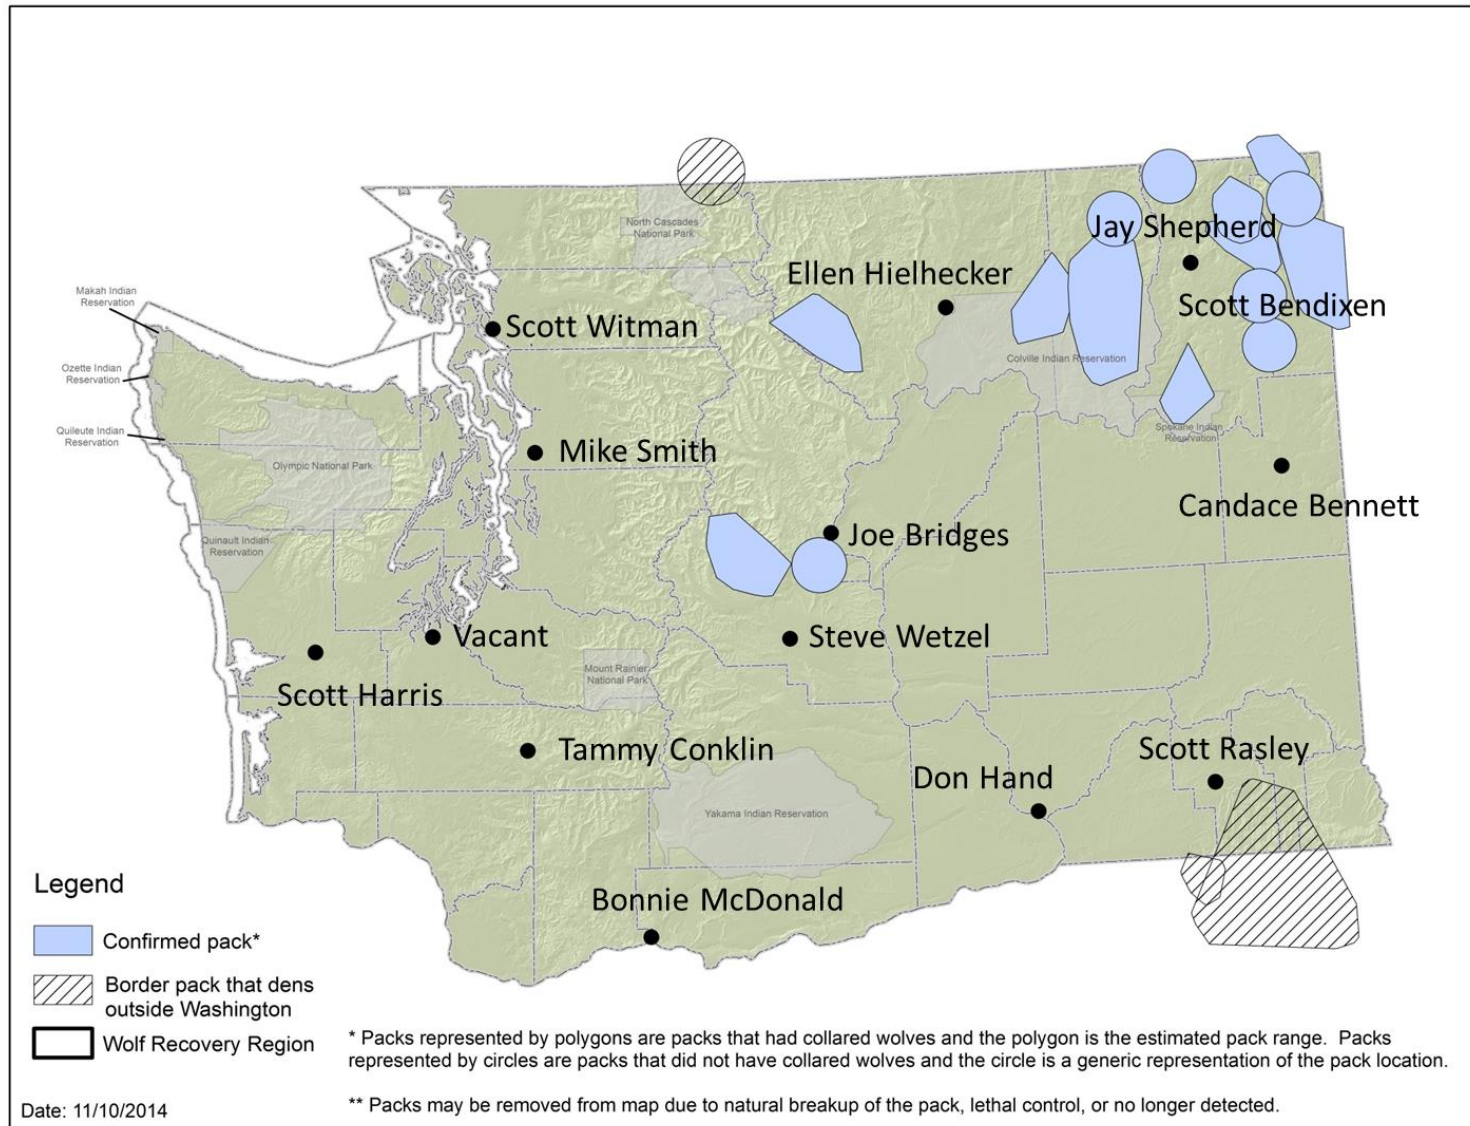 North Cascades
National Park
Jay Shepherd
Ellen Hielhecker
Makah Indian
Reservation
Scott Bendixen
Scott Witman
Colville Indian Reservation
Ozette Indian
Reservation
Quileute Indian
Reservation
Spokane Indian
Reservation
Mike Smith
Olympic National Park
Candace Bennett
Joe Bridges
Quinault Indian
Reservation
Vacant
Steve Wetzel
Mount Rainier
National Park
Scott Harris
Tammy Conklin
Scott Rasley
Don Hand
Yakama Indian Reservation
Bonnie McDonald
Legend
Confirmed pack*
Border pack that dens
outside Washington
Wolf Recovery Region
* Packs represented by polygons are packs that had collared wolves and the polygon is the estimated pack range. Packs
represented by circles are packs that did not have collared wolves and the circle is a generic representation of the pack location.
** Packs may be removed from map due to natural breakup of the pack, lethal control, or no longer detected.
Date: 11/10/2014